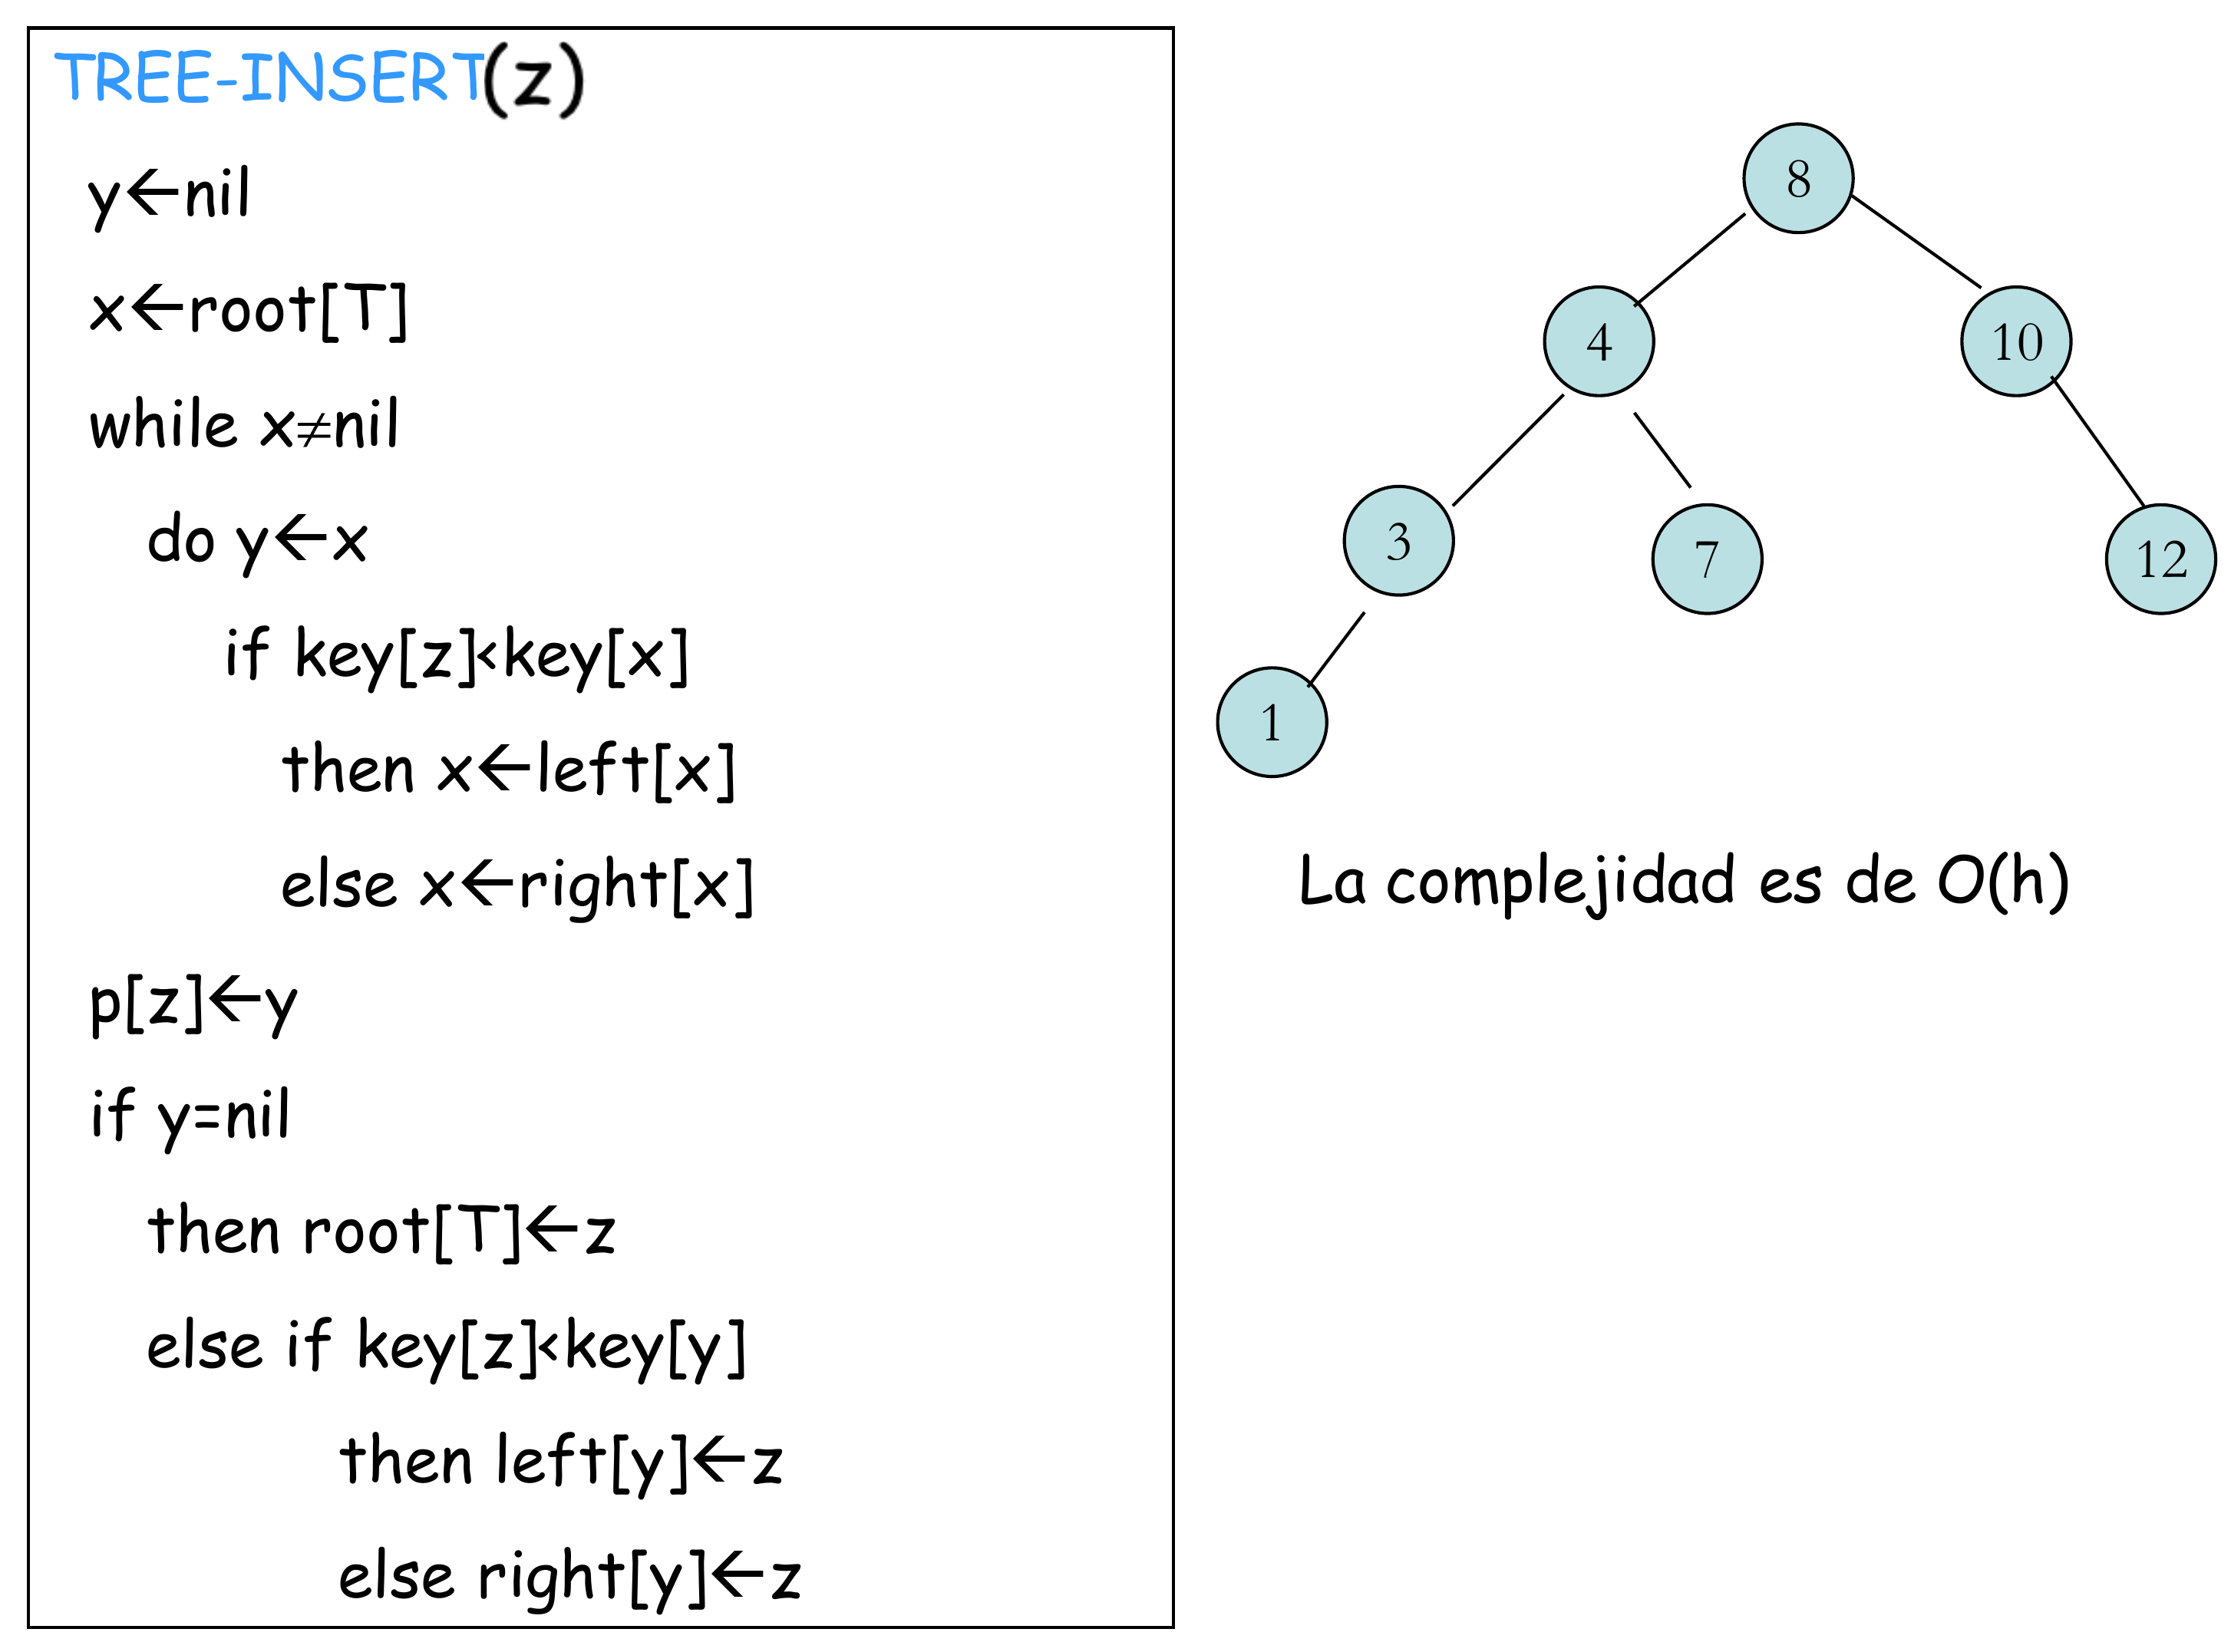 TREE-INSERT(z)
y←nil
x←root[T]
while x≠nil
do y←x
if key[z]<key[x]
then x←left[x]
else x←right[x]
p[z]←y
if y=nil
then root[T]←z
else if key[z]<key[y]
then left[y]←z
else right[y]←z
8
4
10
3
7
12
1
La complejidad es de O(h)